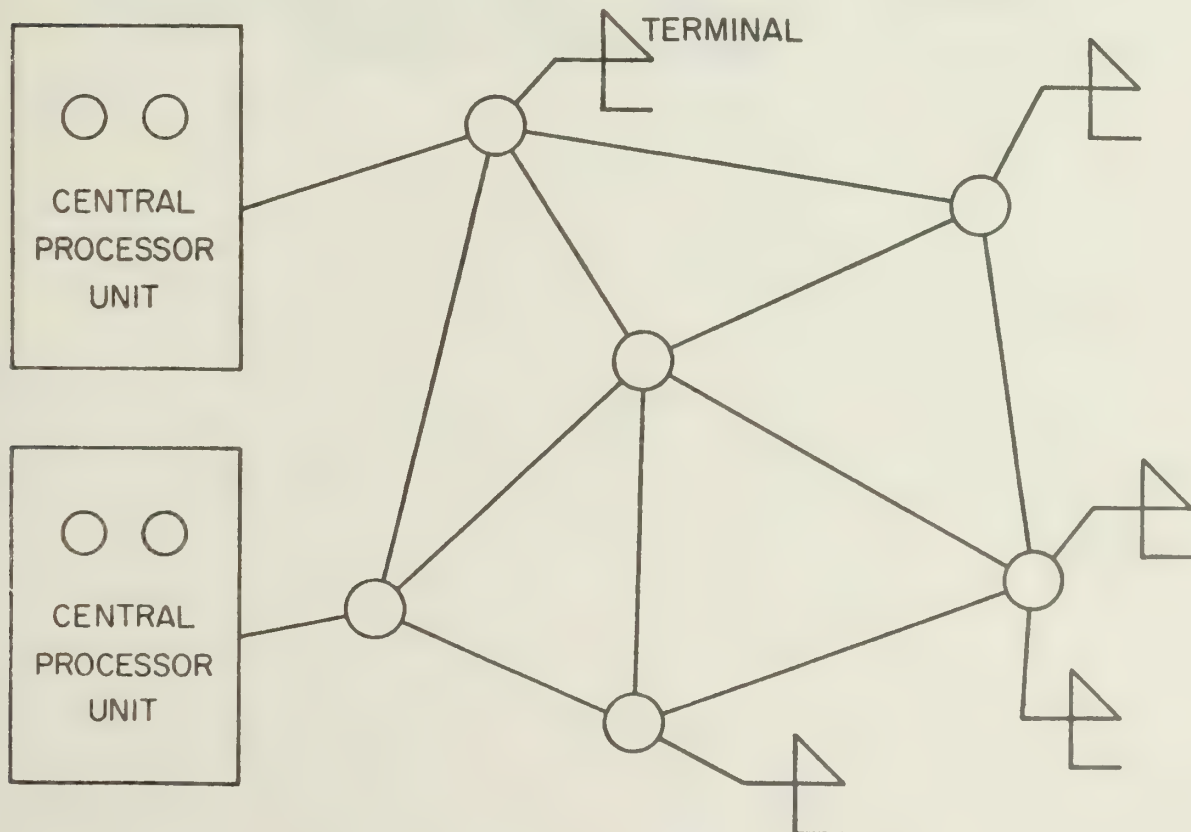 TERMINAL
CENTRAL
PROCESSOR
UNIT
CENTRAL
PROCESSOR
UNIT